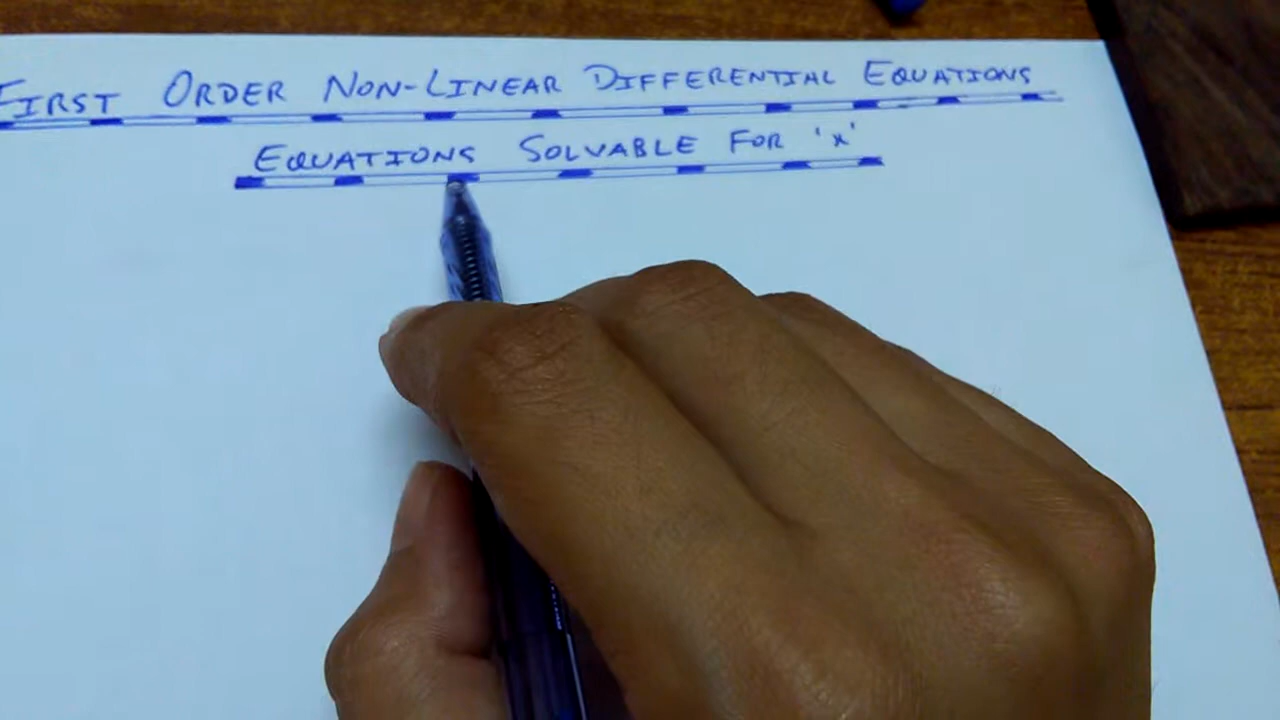 FIRST ORDER NON-LINEAR DIFFERENTIAL EQUATIONS
EQUATIONS SOLVABLE FOR 'x'